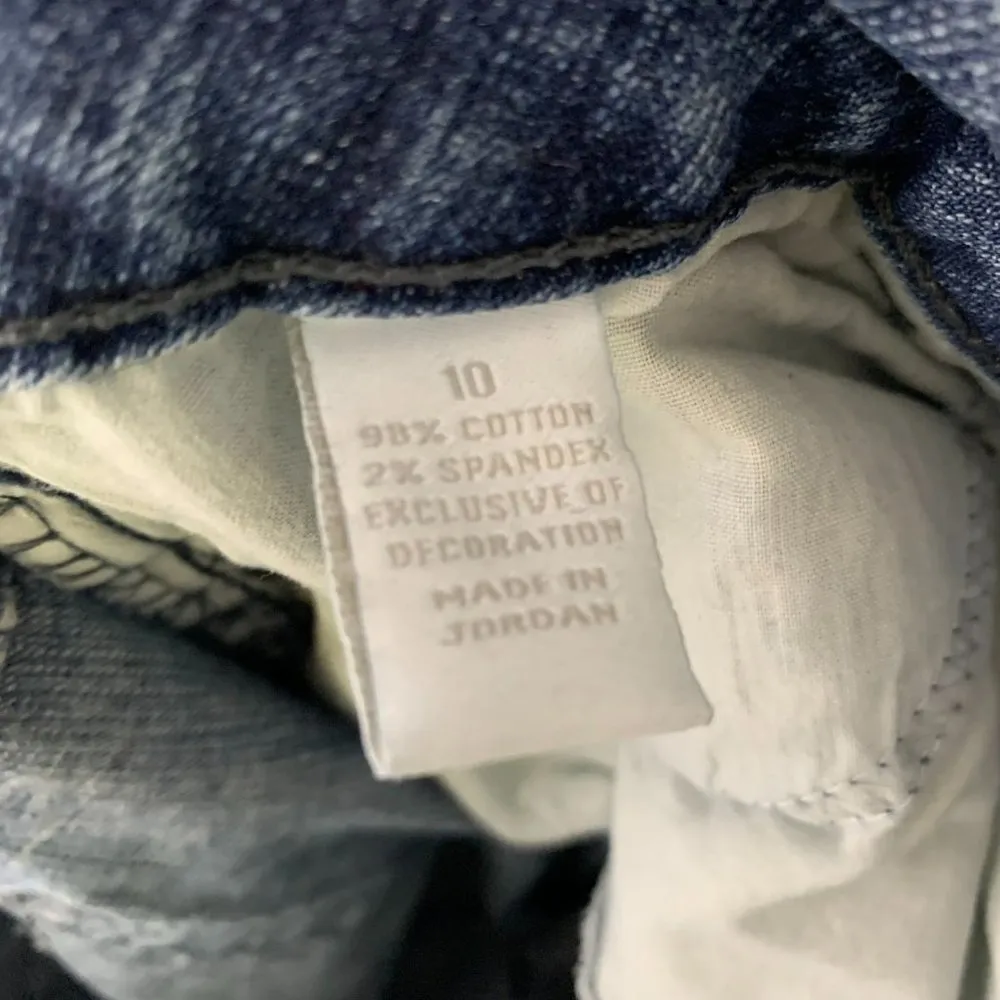 10
98% COTTON
2% SPANDEX
EXCLUSIVE OF
DECORATION
MADE IN
JORDAN